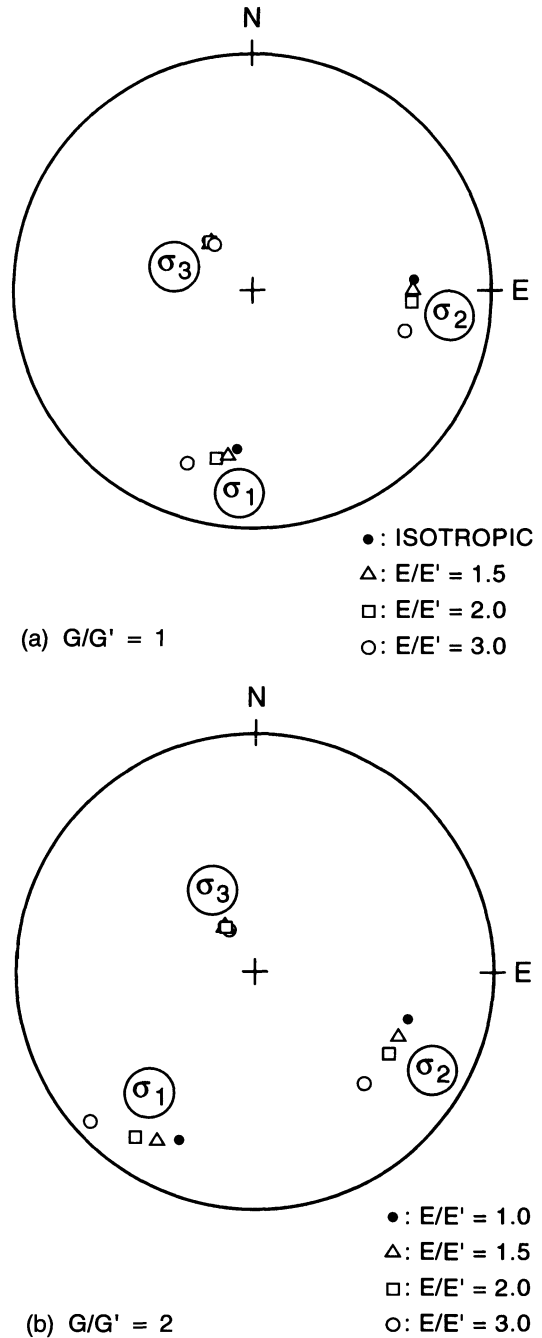 N
σ3
E
σ2
σ1
●: ISOTROPIC
△: E/E' = 1.5
□: E/E' = 2.0
○: E/E' = 3.0
(a) G/G' = 1
N
σ3
E
σ2
σ1
●: E/E' = 1.0
△: E/E' = 1.5
□: E/E' = 2.0
○: E/E' = 3.0
(b) G/G' = 2